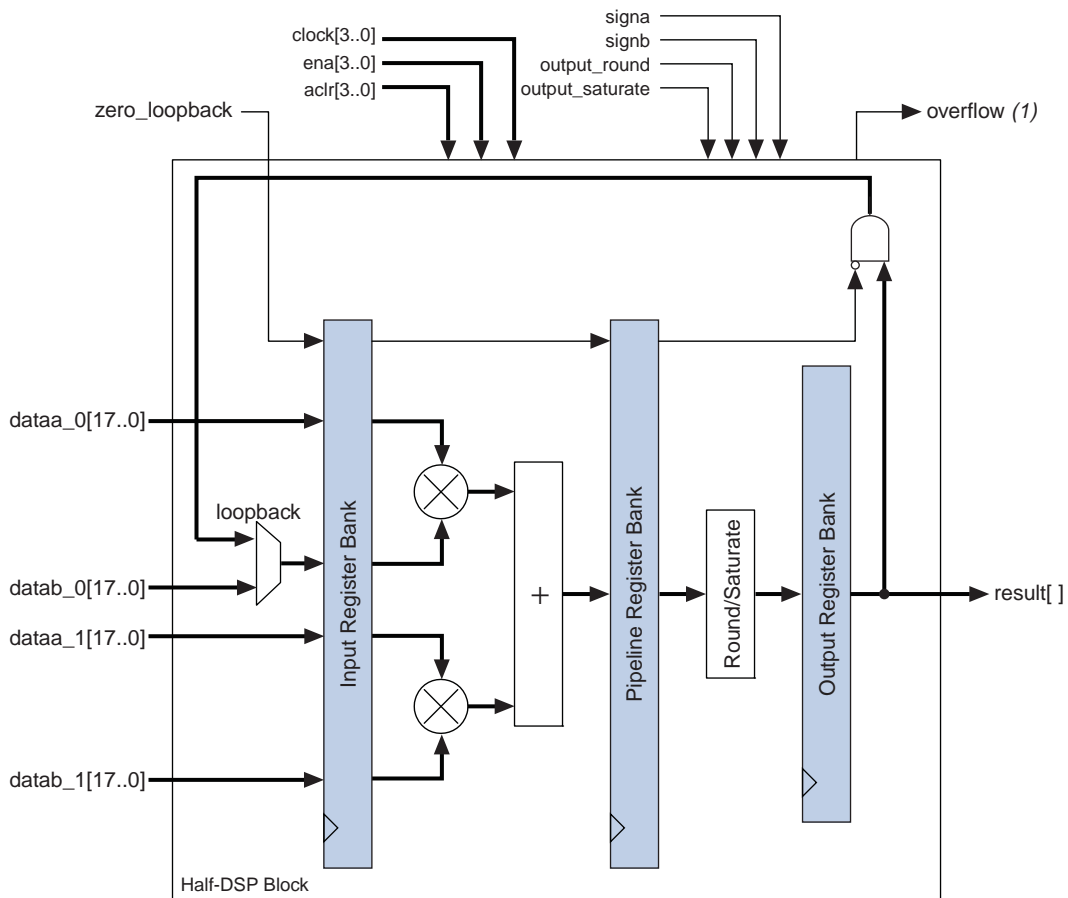 signa
clock[3..0]
signb
ena[3..0]
output_round
aclr[3..0]
output_saturate
zero_loopback
overflow (1)
dataa_0[17..0]
loopback
datab_0[17..0]
dataa_1[17..0]
datab_1[17..0]
Input Register Bank
+
Pipeline Register Bank
Round/Saturate
Output Register Bank
result[ ]
Half-DSP Block